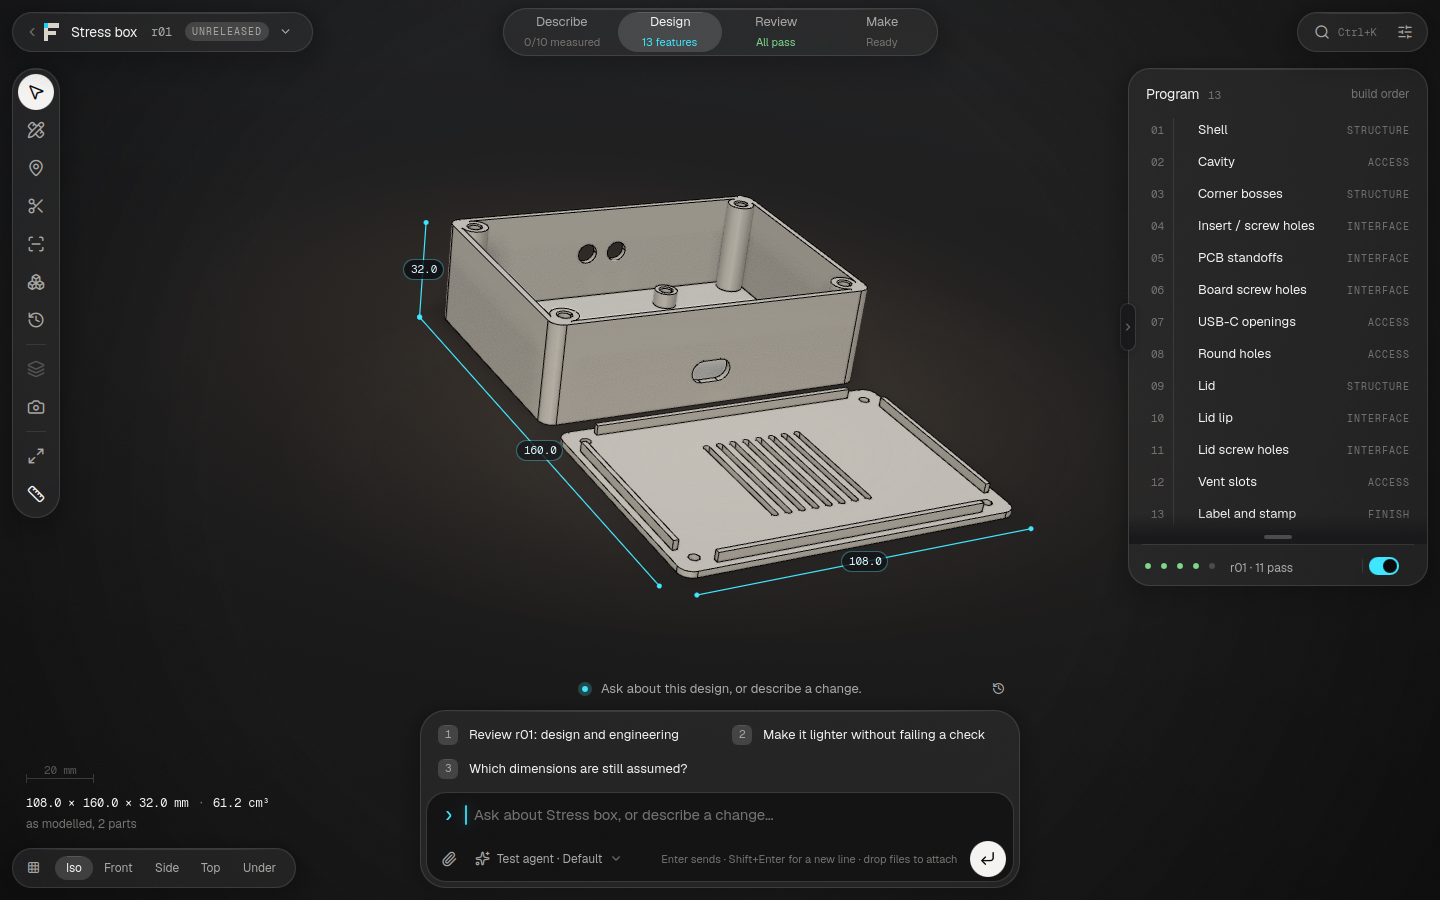 Stress box r01 UNRELEASED
Describe
0/10 measured
Design
13 features
Review
All pass
Make
Ready
Ctrl+K
Program 13 build order
01 Shell STRUCTURE
02 Cavity ACCESS
03 Corner bosses STRUCTURE
04 Insert / screw holes INTERFACE
05 PCB standoffs INTERFACE
06 Board screw holes INTERFACE
07 USB-C openings ACCESS
08 Round holes ACCESS
09 Lid STRUCTURE
10 Lid lip INTERFACE
11 Lid screw holes INTERFACE
12 Vent slots ACCESS
13 Label and stamp FINISH
r01 · 11 pass
32.0
160.0
108.0
Ask about this design, or describe a change.
1 Review r01: design and engineering
2 Make it lighter without failing a check
3 Which dimensions are still assumed?
Ask about Stress box, or describe a change...
Test agent · Default
Enter sends · Shift+Enter for a new line · drop files to attach
20 mm
108.0 × 160.0 × 32.0 mm · 61.2 cm³
as modelled, 2 parts
Iso Front Side Top Under